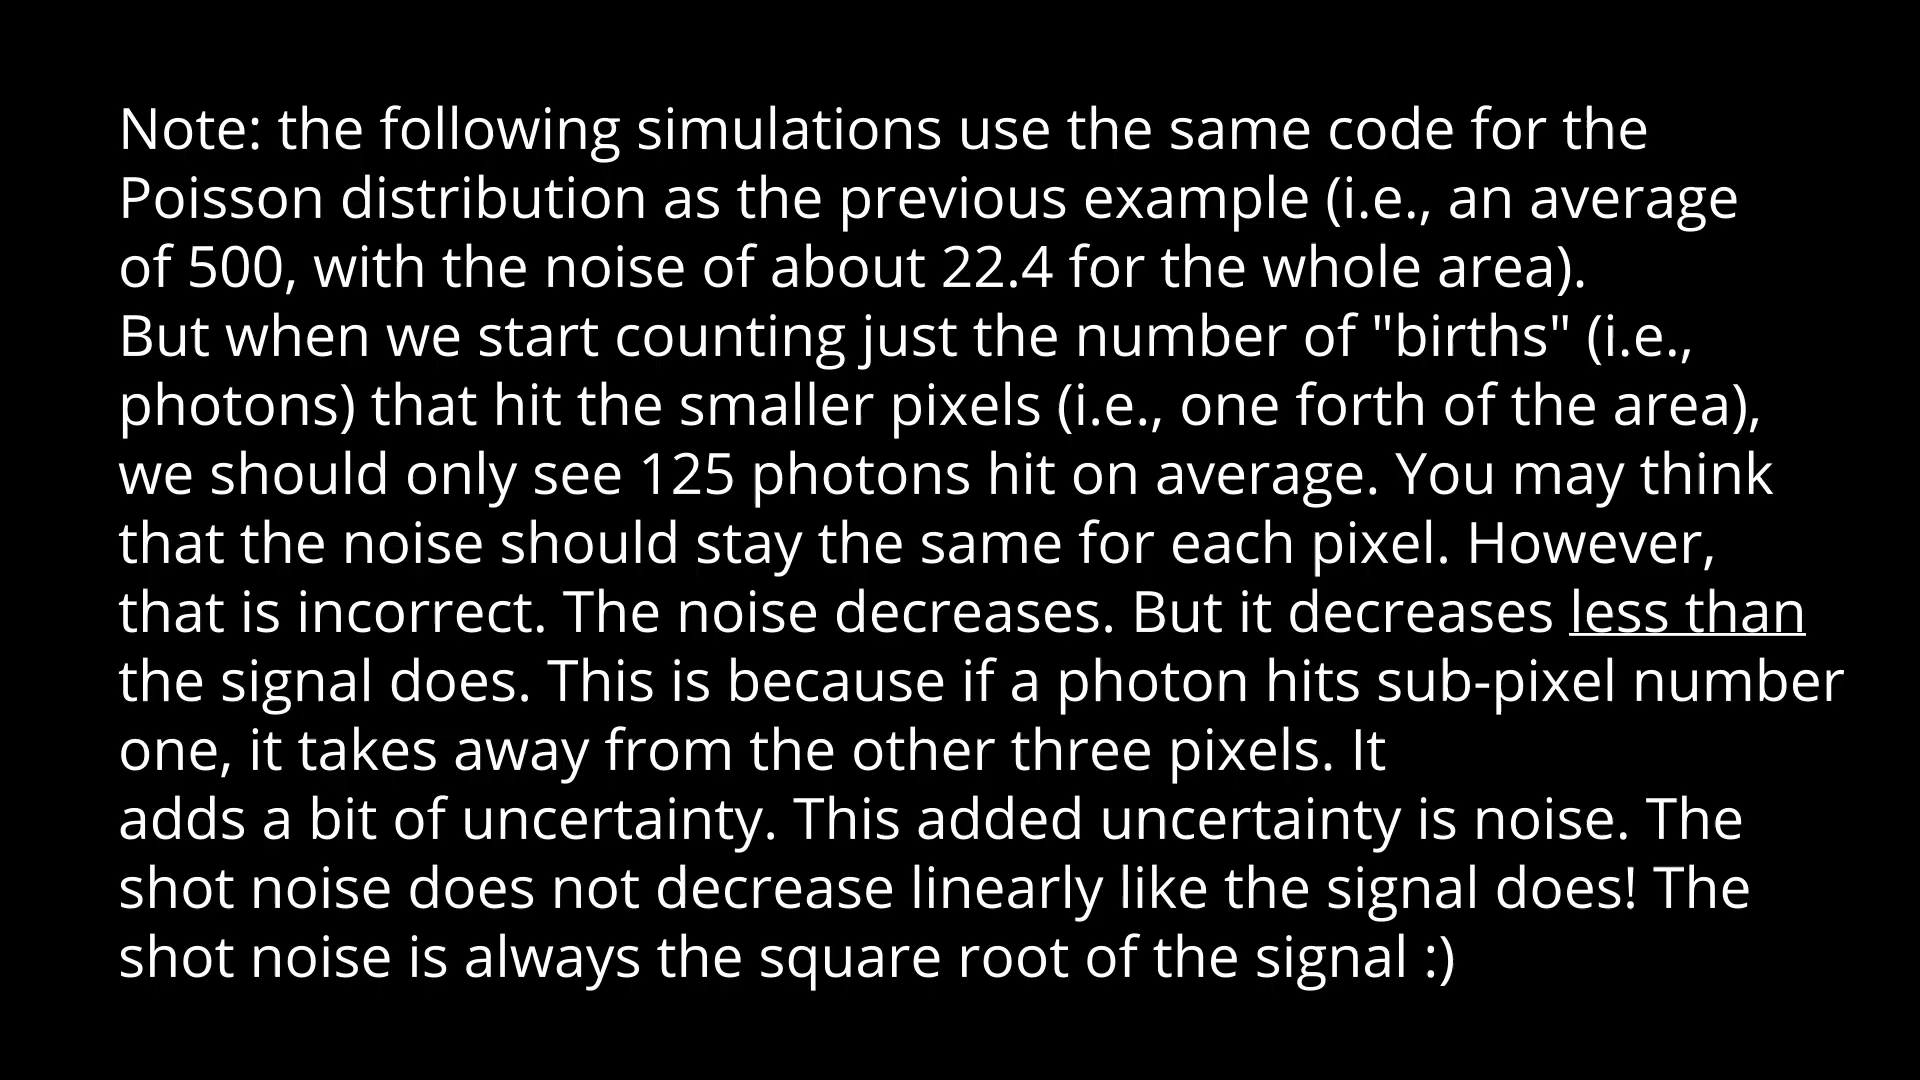 Note: the following simulations use the same code for the
Poisson distribution as the previous example (i.e., an average
of 500, with the noise of about 22.4 for the whole area).
But when we start counting just the number of "births" (i.e.,
photons) that hit the smaller pixels (i.e., one forth of the area),
we should only see 125 photons hit on average. You may think
that the noise should stay the same for each pixel. However,
that is incorrect. The noise decreases. But it decreases less than
the signal does. This is because if a photon hits sub-pixel number
one, it takes away from the other three pixels. It
adds a bit of uncertainty. This added uncertainty is noise. The
shot noise does not decrease linearly like the signal does! The
shot noise is always the square root of the signal :)